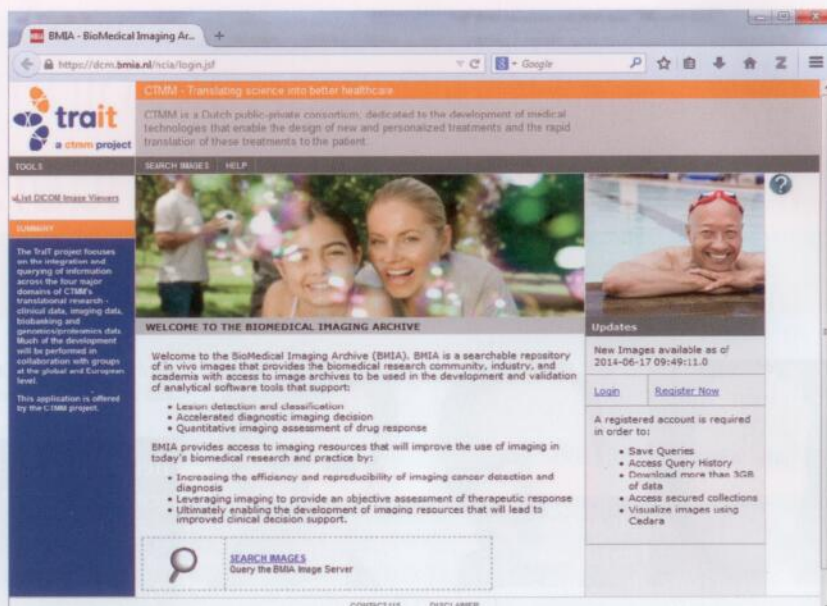 BMIA - BioMedical Imaging Ar...
https://dcm.bmia.nl/ncia/login.jsf
Google
trait
a ctmm project
CTMM - Translating science into better healthcare
CTMM is a Dutch public-private consortium, dedicated to the development of medical
technologies that enable the design of new and personalized treatments and the rapid
translation of these treatments to the patient.
TOOLS
SEARCH IMAGES
HELP
List DICOM Image Viewers
SUMMARY
The TraIT project focuses
on the integration and
querying of information
across the four major
domains of CTMM's
translational research -
clinical data, imaging data,
biobanking and
genomics/proteomics data.
Much of the development
will be performed in
collaboration with groups
at the global and European
level.
This application is offered
by the CTMM project.
WELCOME TO THE BIOMEDICAL IMAGING ARCHIVE
Welcome to the BioMedical Imaging Archive (BMIA). BMIA is a searchable repository
of in vivo images that provides the biomedical research community, industry, and
academia with access to image archives to be used in the development and validation
of analytical software tools that support:
• Lesion detection and classification
• Accelerated diagnostic imaging decision
• Quantitative imaging assessment of drug response
BMIA provides access to imaging resources that will improve the use of imaging in
today's biomedical research and practice by:
• Increasing the efficiency and reproducibility of imaging cancer detection and
diagnosis
• Leveraging imaging to provide an objective assessment of therapeutic response
• Ultimately enabling the development of imaging resources that will lead to
improved clinical decision support.
SEARCH IMAGES
Query the BMIA Image Server
Updates
New Images available as of
2014-06-17 09:49:11.0
Login
Register Now
A registered account is required
in order to:
• Save Queries
• Access Query History
• Download more than 3GB
of data
• Access secured collections
• Visualize images using
Cedara
CONTACT US
DISCLAIMER